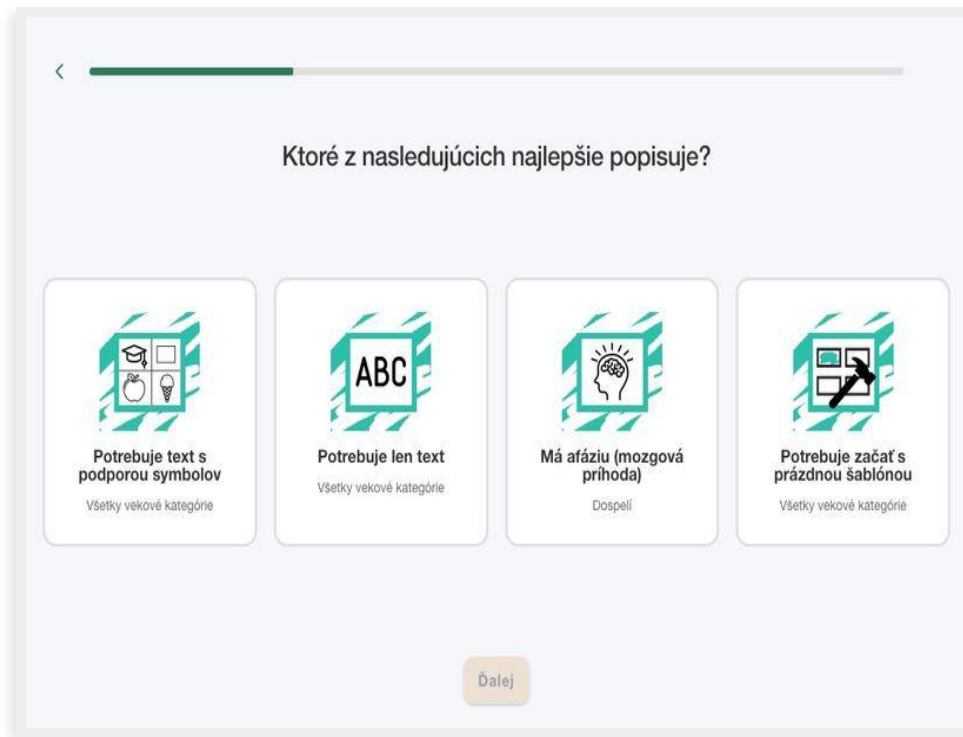 Ktoré z nasledujúcich najlepšie popisuje?
ABC
Potrebuje text s
podporou symbolov
Všetky vekové kategórie
Potrebuje len text
Všetky vekové kategórie
Má afáziu (mozgová
príhoda)
Dospelí
Potrebuje začať s
prázdnou šablónou
Všetky vekové kategórie
Ďalej